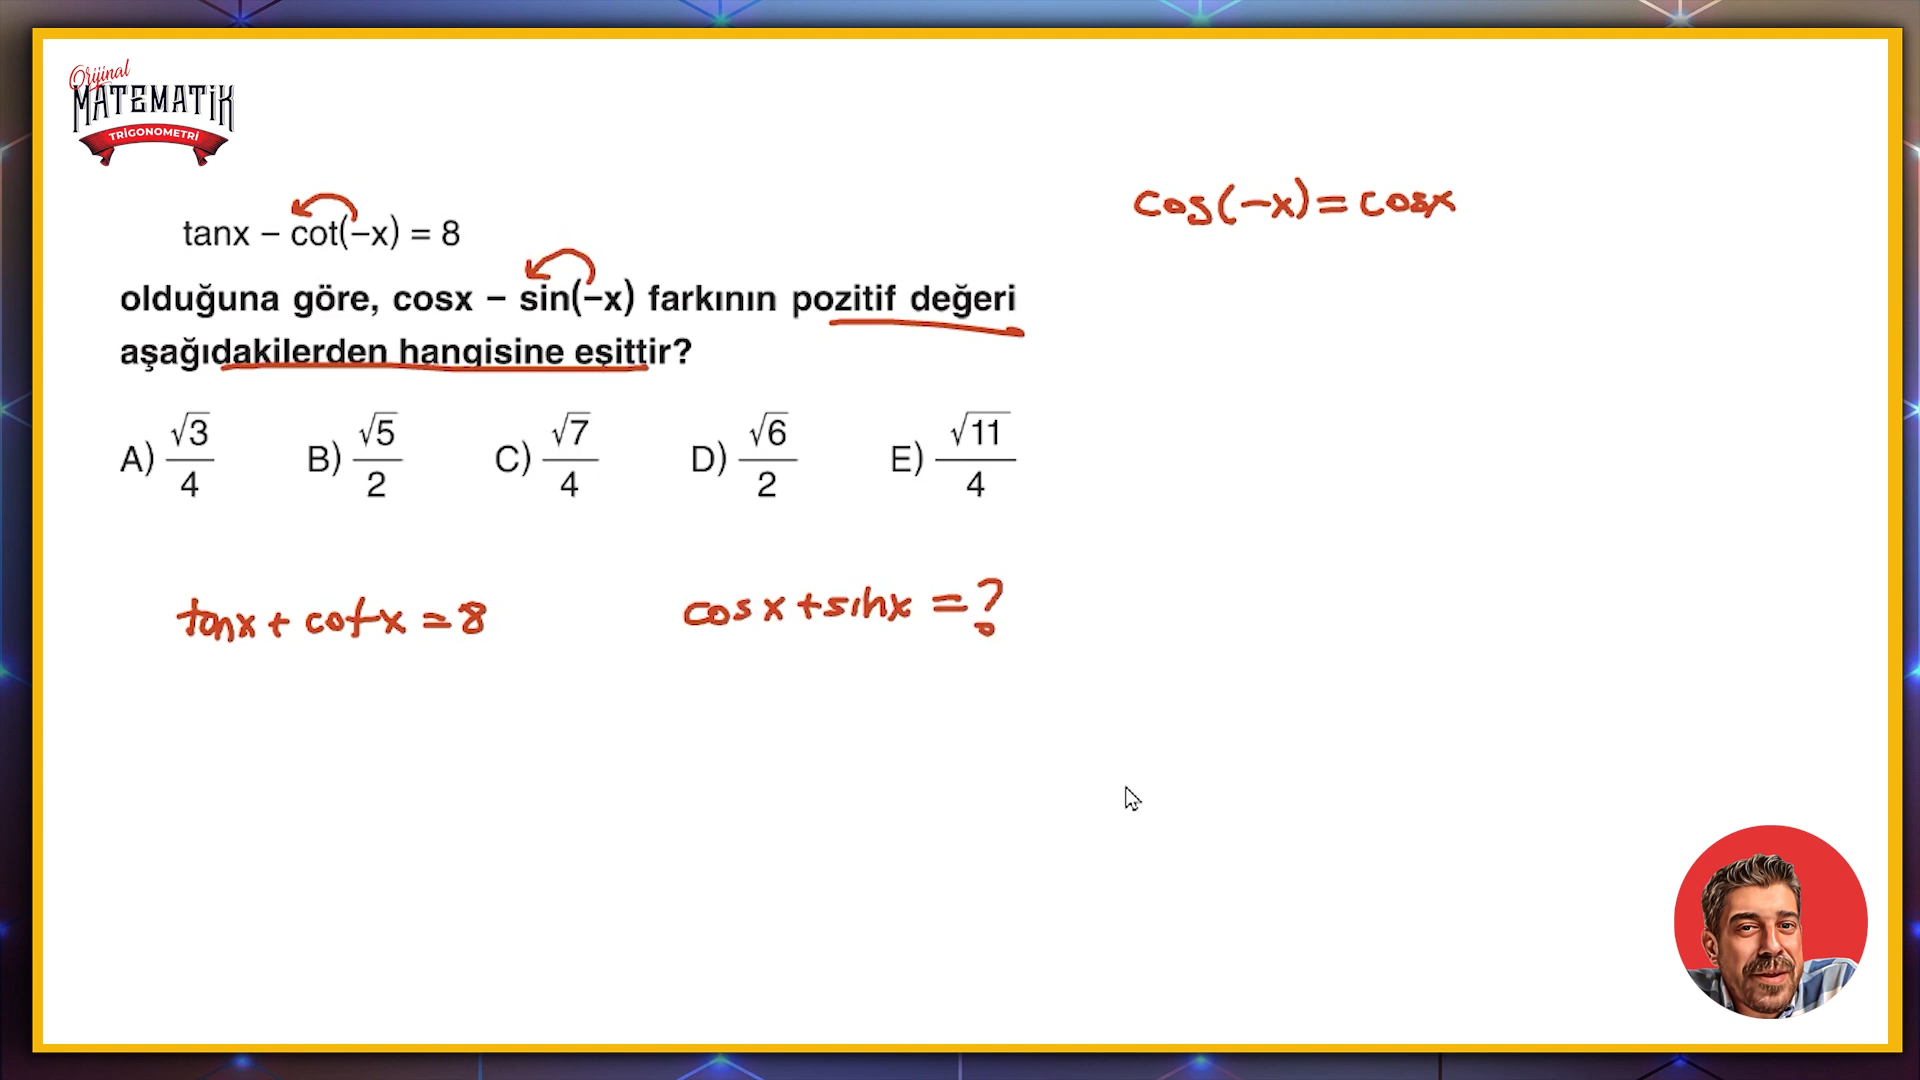 Orijinal
MATEMATİK
TRİGONOMETRİ
tanx − cot(−x) = 8
cos(−x) = cosx
olduğuna göre, cosx − sin(−x) farkının pozitif değeri
aşağıdakilerden hangisine eşittir?
A) √3/4 B) √5/2 C) √7/4 D) √6/2 E) √11/4
tanx + cotx = 8
cosx + sinx = ?